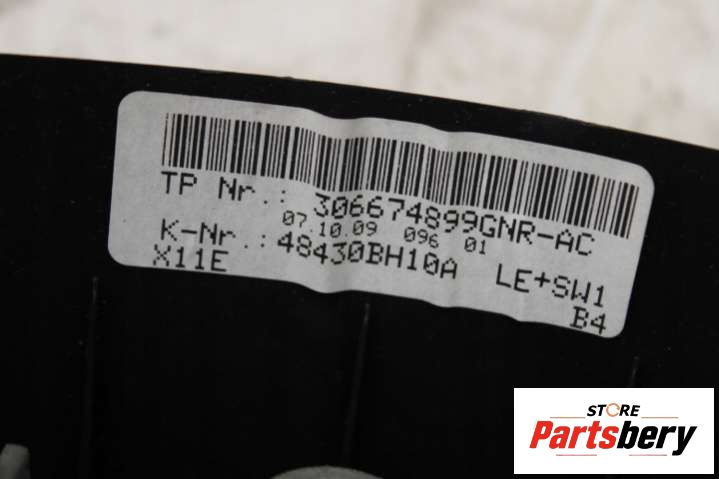 TP Nr.: 306674899GNR-AC
07.10.09 096 01
K-Nr.: 48430BH10A LE+SW1
X11E B4
STORE
Partsbery